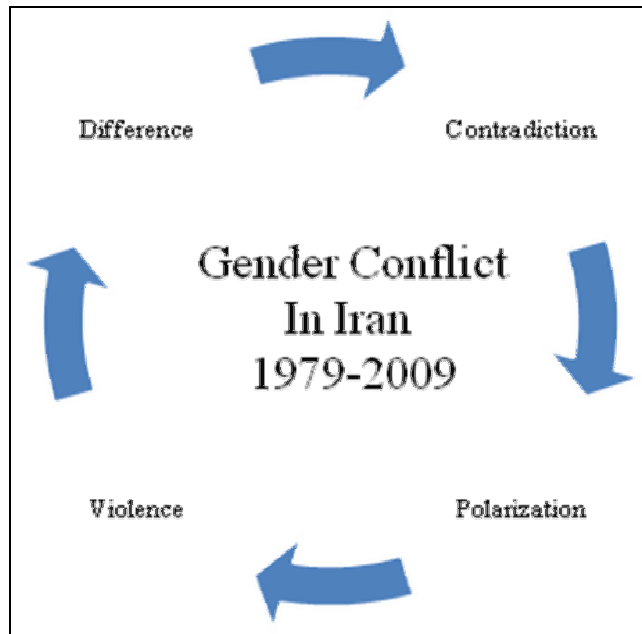 Difference
Contradiction
Gender Conflict
In Iran
1979-2009
Violence
Polarization